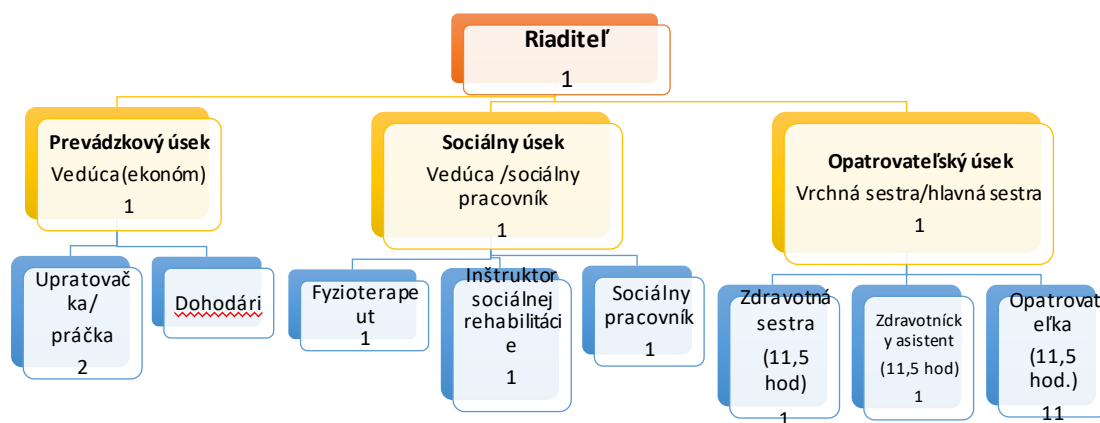 Riaditeľ
1
Prevádzkový úsek
Vedúca(ekonóm)
1
Sociálny úsek
Vedúca /sociálny
pracovník
1
Opatrovateľský úsek
Vrchná sestra/hlavná sestra
1
Upratovač
ka/
práčka
2
Dohodári
Fyzioterape
ut
1
Inštruktor
sociálnej
rehabilitáci
e
1
Sociálny
pracovník
1
Zdravotná
sestra
(11,5
hod)
1
Zdravotníck
y asistent
(11,5 hod)
1
Opatrovat
eľka
(11,5
hod.)
11